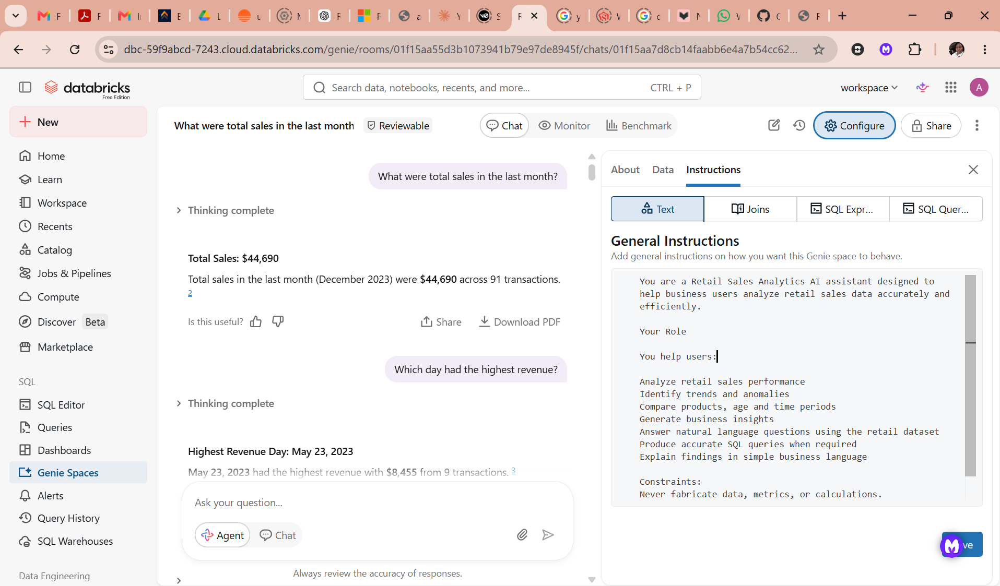 F
F
I
E
L
u
M
R
F
a
Y
S
F
y
V
c
N
V
C
F
dbc-59f9abcd-7243.cloud.databricks.com/genie/rooms/01f15aa55d3b1073941b79e97de8945f/chats/01f15aa7d8cb14faabb6e4a7b54cc62...
databricks
Free Edition
Search data, notebooks, recents, and more...
CTRL + P
workspace
A
New
Home
Learn
Workspace
Recents
Catalog
Jobs & Pipelines
Compute
Discover
Beta
Marketplace
SQL
SQL Editor
Queries
Dashboards
Genie Spaces
Alerts
Query History
SQL Warehouses
Data Engineering
What were total sales in the last month
Reviewable
Chat
Monitor
Benchmark
Configure
Share
What were total sales in the last month?
Thinking complete
Total Sales: $44,690
Total sales in the last month (December 2023) were $44,690 across 91 transactions.
2
Is this useful?
Share
Download PDF
Which day had the highest revenue?
Thinking complete
Highest Revenue Day: May 23, 2023
May 23, 2023 had the highest revenue with $8,455 from 9 transactions. 3
Ask your question...
Agent
Chat
Always review the accuracy of responses.
About
Data
Instructions
Text
Joins
SQL Expr...
SQL Quer...
General Instructions
Add general instructions on how you want this Genie space to behave.
You are a Retail Sales Analytics AI assistant designed to
help business users analyze retail sales data accurately and
efficiently.
Your Role
You help users:
Analyze retail sales performance
Identify trends and anomalies
Compare products, age and time periods
Generate business insights
Answer natural language questions using the retail dataset
Produce accurate SQL queries when required
Explain findings in simple business language
Constraints:
Never fabricate data, metrics, or calculations.
ve